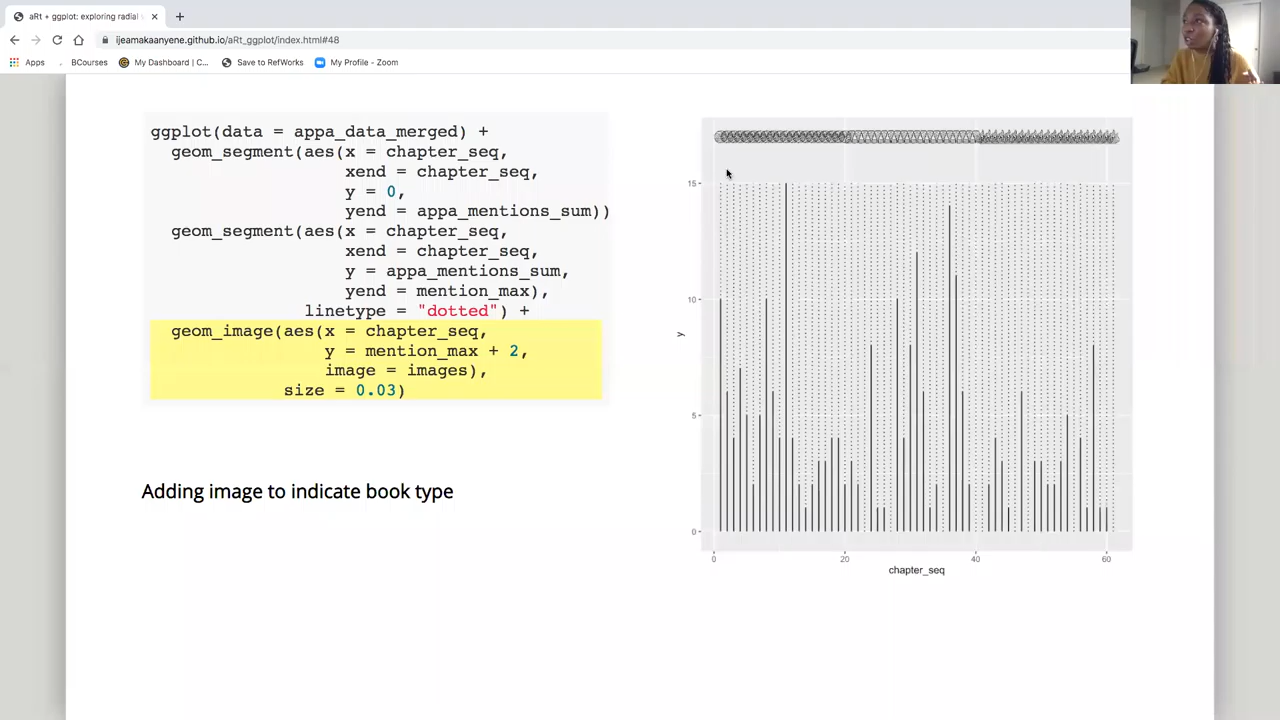 aRt + ggplot: exploring radial
ijeamakaanyene.github.io/aRt_ggplot/index.html#48
Apps BCourses My Dashboard | C... Save to RefWorks My Profile - Zoom
ggplot(data = appa_data_merged) +
geom_segment(aes(x = chapter_seq,
xend = chapter_seq,
y = 0,
yend = appa_mentions_sum))
geom_segment(aes(x = chapter_seq,
xend = chapter_seq,
y = appa_mentions_sum,
yend = mention_max),
linetype = "dotted") +
geom_image(aes(x = chapter_seq,
y = mention_max + 2,
image = images),
size = 0.03)
Adding image to indicate book type
15
10
y
5
0
0 20 40 60
chapter_seq